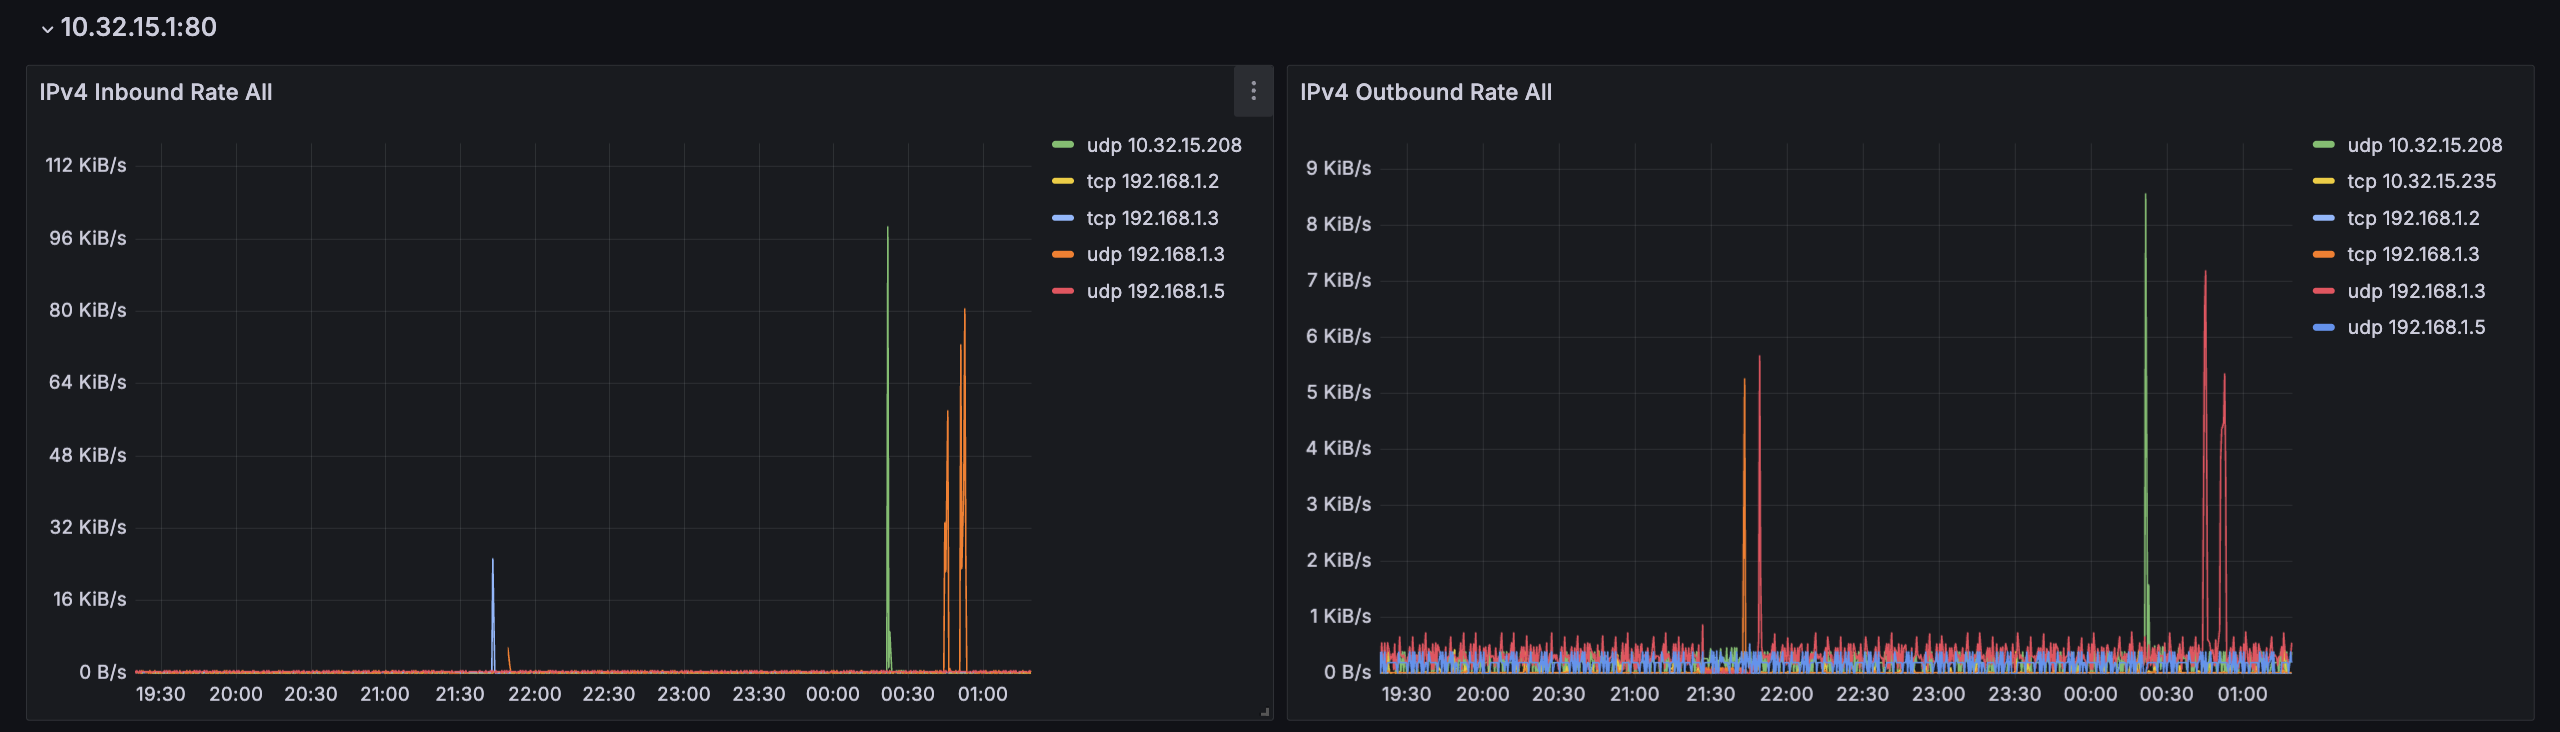 10.32.15.1:80
IPv4 Inbound Rate All
112 KiB/s
96 KiB/s
80 KiB/s
64 KiB/s
48 KiB/s
32 KiB/s
16 KiB/s
0 B/s
19:30 20:00 20:30 21:00 21:30 22:00 22:30 23:00 23:30 00:00 00:30 01:00
udp 10.32.15.208
tcp 192.168.1.2
tcp 192.168.1.3
udp 192.168.1.3
udp 192.168.1.5
IPv4 Outbound Rate All
9 KiB/s
8 KiB/s
7 KiB/s
6 KiB/s
5 KiB/s
4 KiB/s
3 KiB/s
2 KiB/s
1 KiB/s
0 B/s
19:30 20:00 20:30 21:00 21:30 22:00 22:30 23:00 23:30 00:00 00:30 01:00
udp 10.32.15.208
tcp 10.32.15.235
tcp 192.168.1.2
tcp 192.168.1.3
udp 192.168.1.3
udp 192.168.1.5